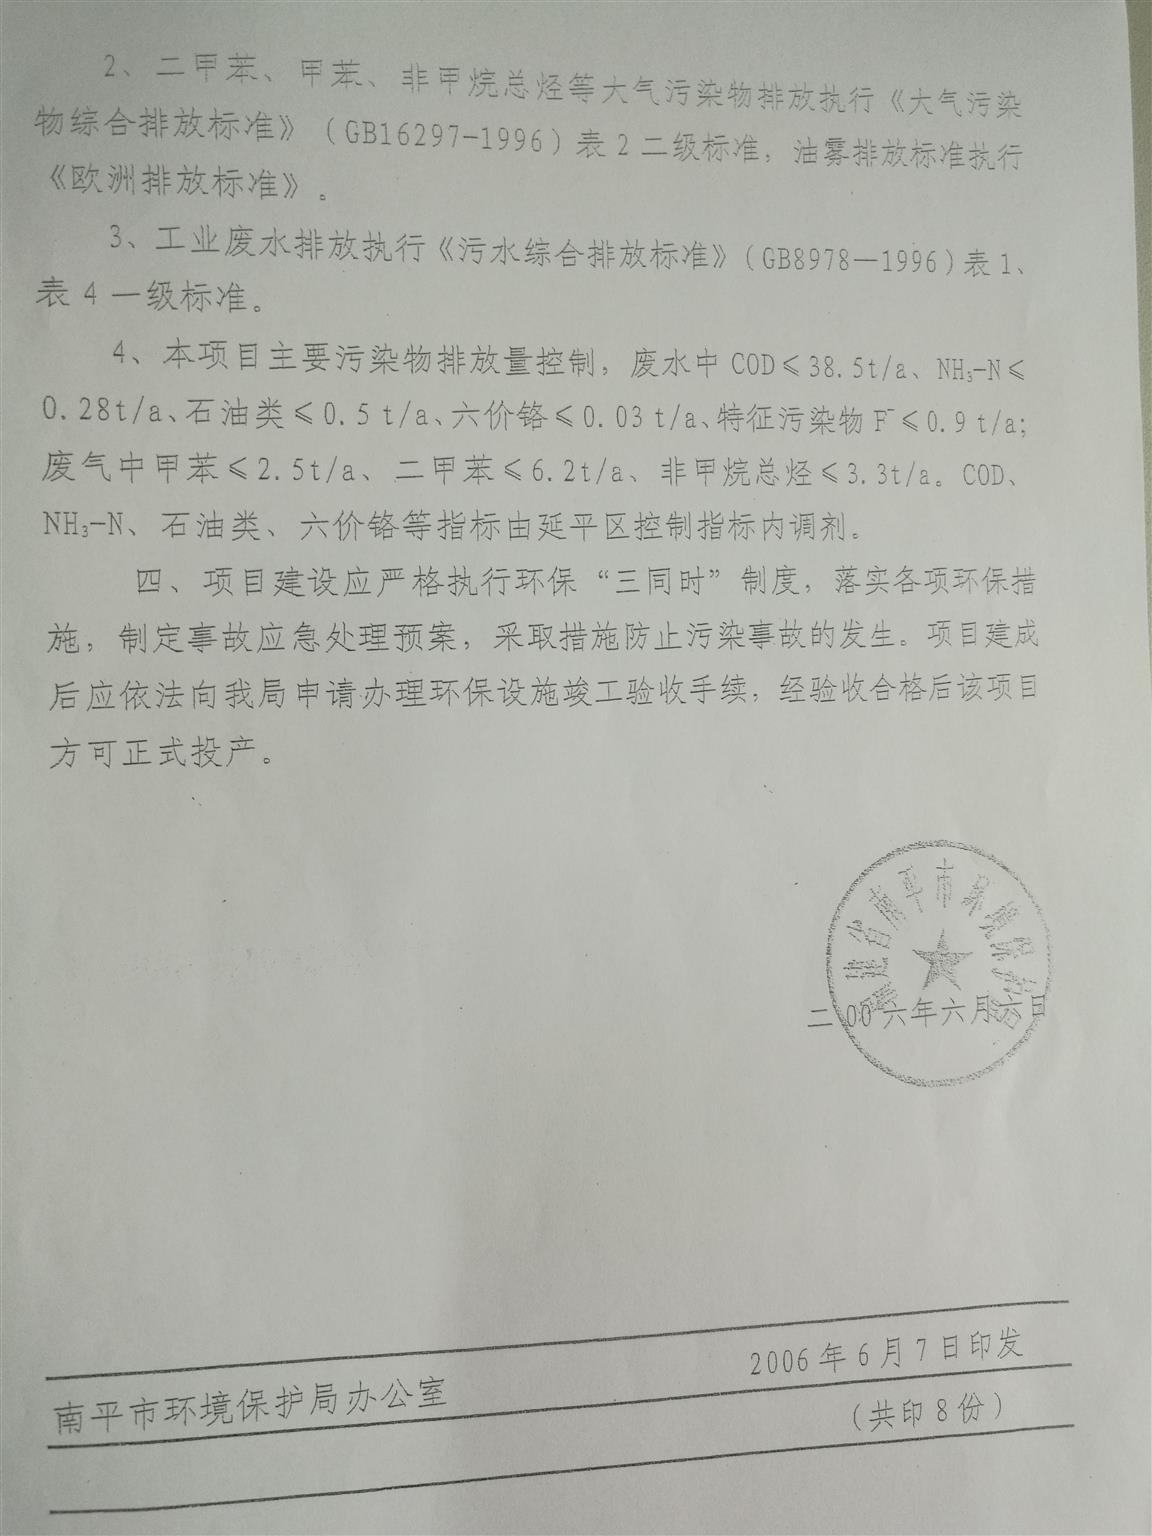 2、二甲苯、甲苯、非甲烷总烃等大气污染物排放执行《大气污染
物综合排放标准》（GB16297-1996）表2二级标准，油雾排放标准执行
《欧洲排放标准》。
3、工业废水排放执行《污水综合排放标准》（GB8978—1996）表1、
表4一级标准。
4、本项目主要污染物排放量控制，废水中COD≤38.5t/a、NH₃-N≤
0.28t/a、石油类≤0.5 t/a、六价铬≤0.03 t/a、特征污染物F⁻≤0.9 t/a;
废气中甲苯≤2.5t/a、二甲苯≤6.2t/a、非甲烷总烃≤3.3t/a。COD、
NH₃-N、石油类、六价铬等指标由延平区控制指标内调剂。
四、项目建设应严格执行环保“三同时”制度，落实各项环保措
施，制定事故应急处理预案，采取措施防止污染事故的发生。项目建成
后应依法向我局申请办理环保设施竣工验收手续，经验收合格后该项目
方可正式投产。
建省南平市环境保护局
二00六年六月六日
2006年6月7日印发
南平市环境保护局办公室
（共印8份）